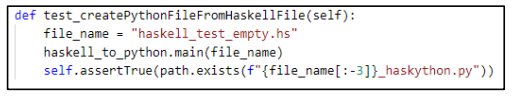 def test_createPythonFileFromHaskellFile(self):
    file_name = "haskell_test_empty.hs"
    haskell_to_python.main(file_name)
    self.assertTrue(path.exists(f"{file_name[:-3]}_haskython.py"))